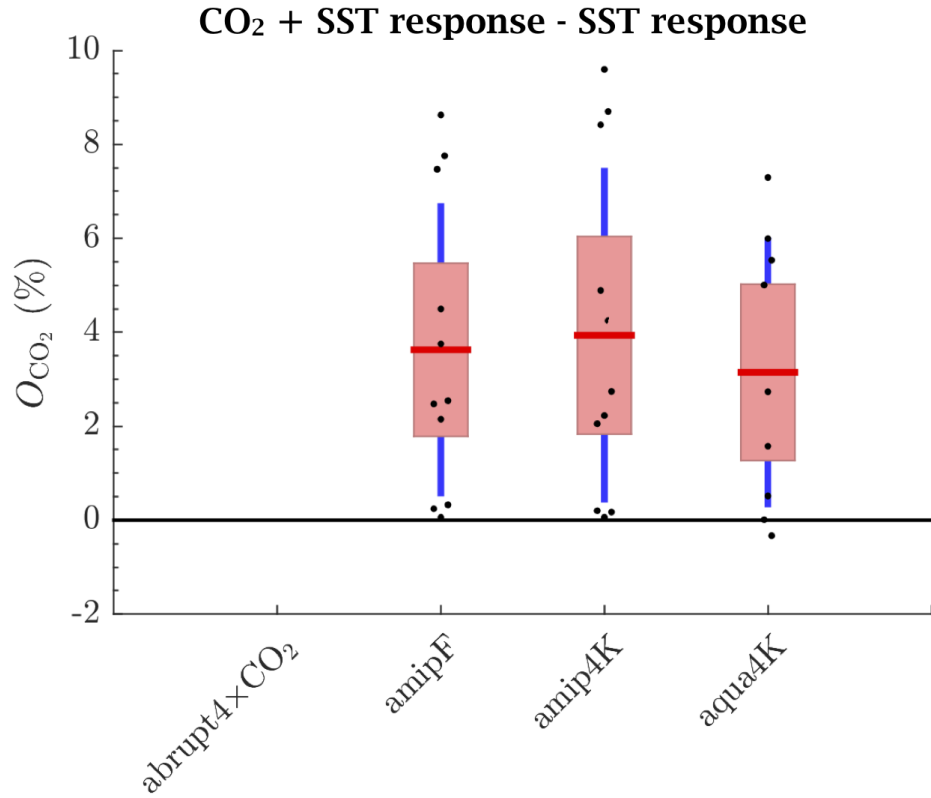 CO₂ + SST response - SST response
10
8
6
4
2
0
-2
O_CO₂ (%)
abrupt4×CO₂
amipF
amip4K
aqua4K